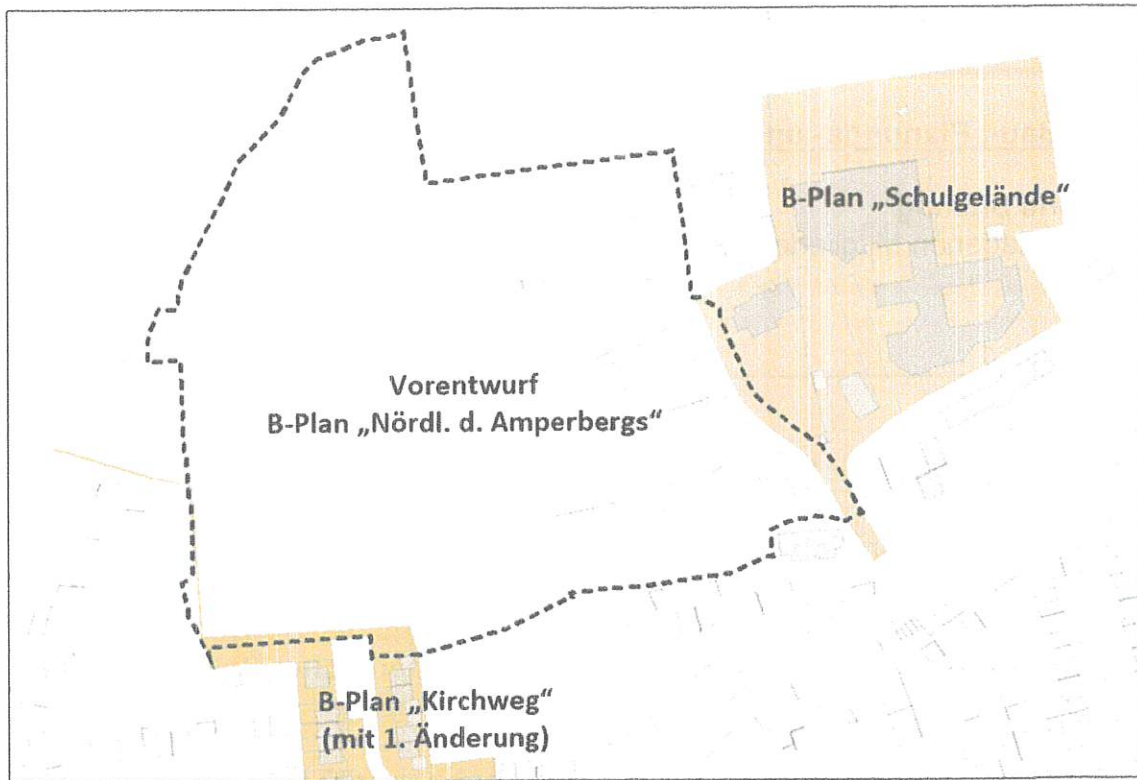 B-Plan „Schulgelände“
Vorentwurf
B-Plan „Nördl. d. Amperbergs“
B-Plan „Kirchweg“
(mit 1. Änderung)